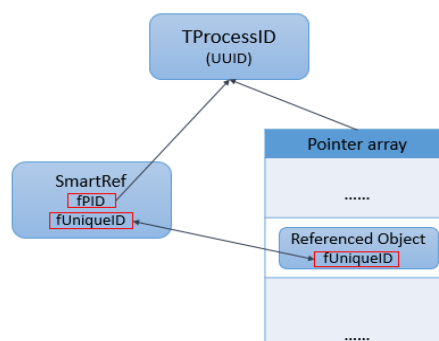 TProcessID
(UUID)
Pointer array
SmartRef
fPID
fUniqueID
......
Referenced Object
fUniqueID
......